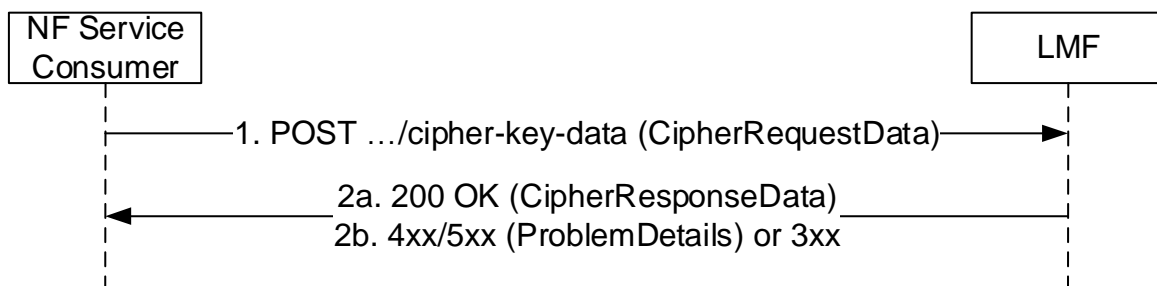 NF Service
Consumer
LMF
1. POST …/cipher-key-data (CipherRequestData)
2a. 200 OK (CipherResponseData)
2b. 4xx/5xx (ProblemDetails) or 3xx